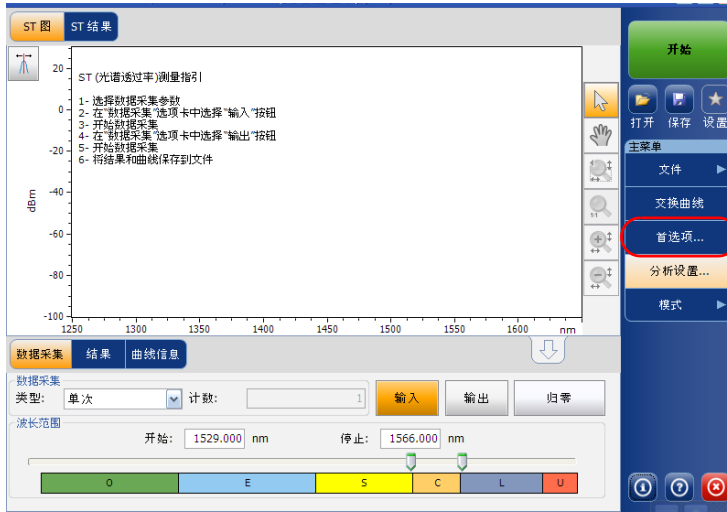 ST 图
ST 结果
ST (光谱透过率)测量指引
1- 选择数据采集参数
2- 在"数据采集"选项卡中选择"输入"按钮
3- 开始数据采集
4- 在"数据采集"选项卡中选择"输出"按钮
5- 开始数据采集
6- 将结果和曲线保存到文件
20
0
-20
-40
-60
-80
-100
dBm
1250
1300
1350
1400
1450
1500
1550
1600
nm
1:1
数据采集
结果
曲线信息
数据采集
类型:
单次
计数:
1
输入
输出
归零
波长范围
开始:
1529.000
nm
停止:
1566.000
nm
O
E
S
C
L
U
开始
打开
保存
设置
主菜单
文件
交换曲线
首选项...
分析设置...
模式